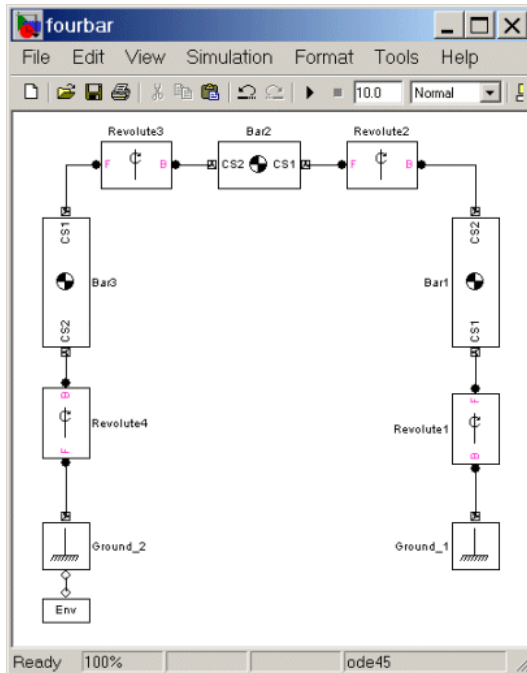 fourbar
File Edit View Simulation Format Tools Help
10.0 Normal
Revolute3 Bar2 Revolute2
F B CS2 CS1 F B
CS1 CS2
Bar3 Bar1
CS2 CS1
B F
Revolute4 Revolute1
F B
Ground_2 Ground_1
Env
Ready 100% ode45